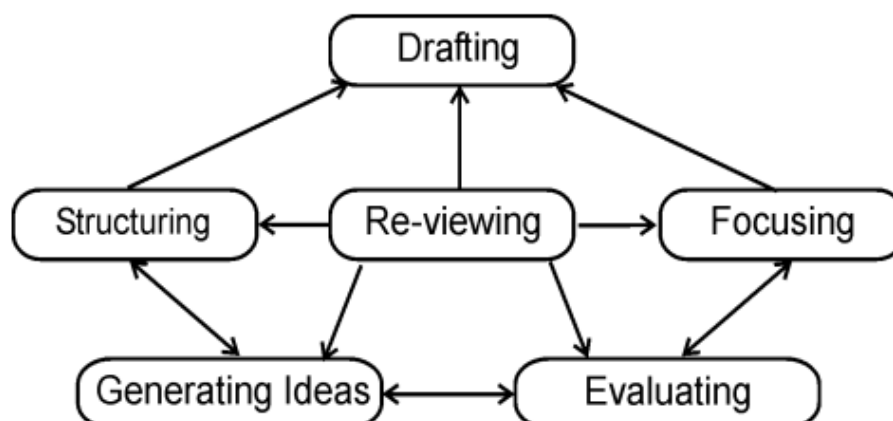 Drafting
Structuring
Re-viewing
Focusing
Generating Ideas
Evaluating